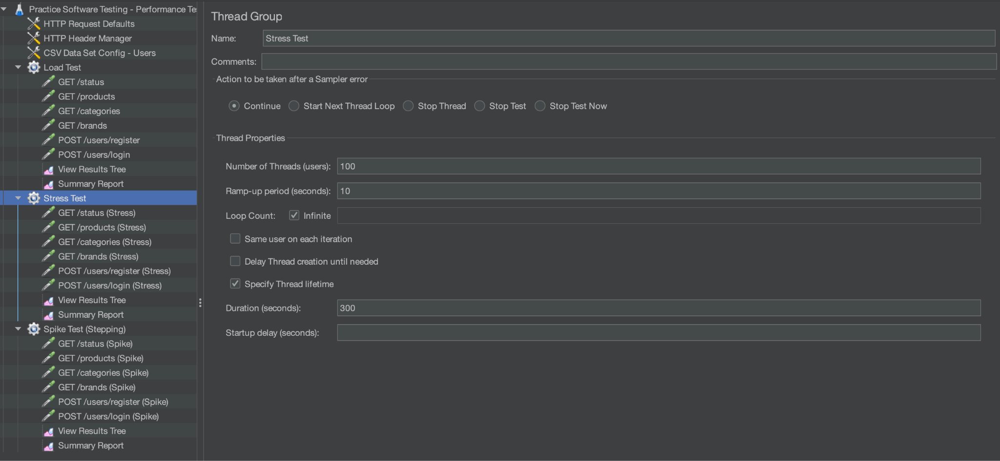 Practice Software Testing - Performance Te
HTTP Request Defaults
HTTP Header Manager
CSV Data Set Config - Users
Load Test
GET /status
GET /products
GET /categories
GET /brands
POST /users/register
POST /users/login
View Results Tree
Summary Report
Stress Test
GET /status (Stress)
GET /products (Stress)
GET /categories (Stress)
GET /brands (Stress)
POST /users/register (Stress)
POST /users/login (Stress)
View Results Tree
Summary Report
Spike Test (Stepping)
GET /status (Spike)
GET /products (Spike)
GET /categories (Spike)
GET /brands (Spike)
POST /users/register (Spike)
POST /users/login (Spike)
View Results Tree
Summary Report
Thread Group
Name: Stress Test
Comments:
Action to be taken after a Sampler error
Continue Start Next Thread Loop Stop Thread Stop Test Stop Test Now
Thread Properties
Number of Threads (users): 100
Ramp-up period (seconds): 10
Loop Count: Infinite
Same user on each iteration
Delay Thread creation until needed
Specify Thread lifetime
Duration (seconds): 300
Startup delay (seconds):